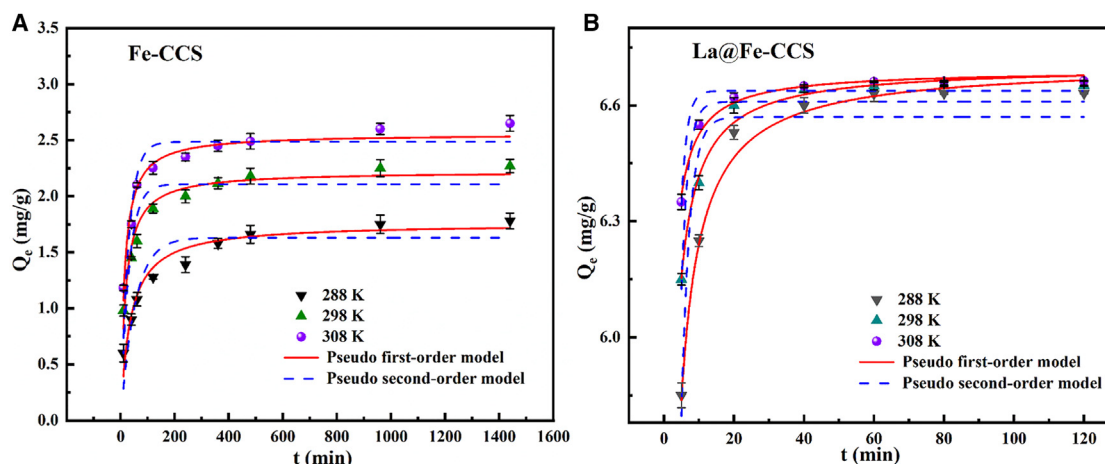 A
Fe-CCS
3.5
3.0
2.5
2.0
1.5
1.0
0.5
0.0
Qe (mg/g)
288 K
298 K
308 K
Pseudo first-order model
Pseudo second-order model
0 200 400 600 800 1000 1200 1400 1600
t (min)
B
La@Fe-CCS
6.6
6.3
6.0
Qe (mg/g)
288 K
298 K
308 K
Pseudo first-order model
Pseudo second-order model
0 20 40 60 80 100 120
t (min)